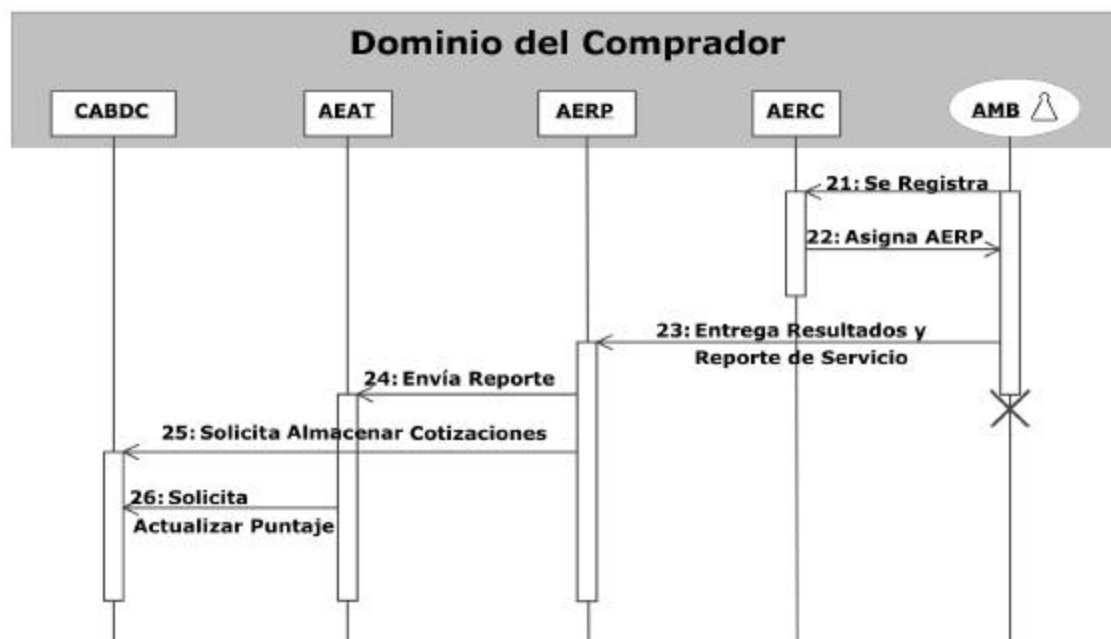 Dominio del Comprador
CABDC
AEAT
AERP
AERC
AMB
21: Se Registra
22: Asigna AERP
23: Entrega Resultados y
Reporte de Servicio
24: Envía Reporte
25: Solicita Almacenar Cotizaciones
26: Solicita
Actualizar Puntaje